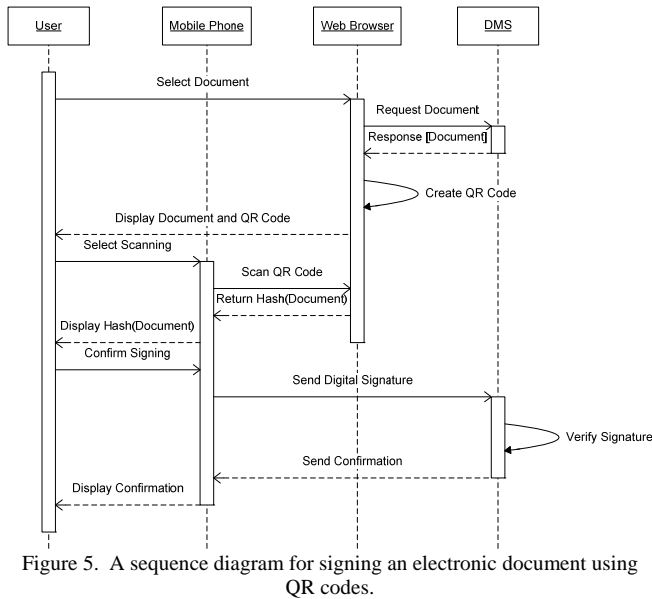 User
Mobile Phone
Web Browser
DMS
Select Document
Request Document
Response [Document]
Create QR Code
Display Document and QR Code
Select Scanning
Scan QR Code
Return Hash(Document)
Display Hash(Document)
Confirm Signing
Send Digital Signature
Verify Signature
Send Confirmation
Display Confirmation
Figure 5. A sequence diagram for signing an electronic document using
QR codes.